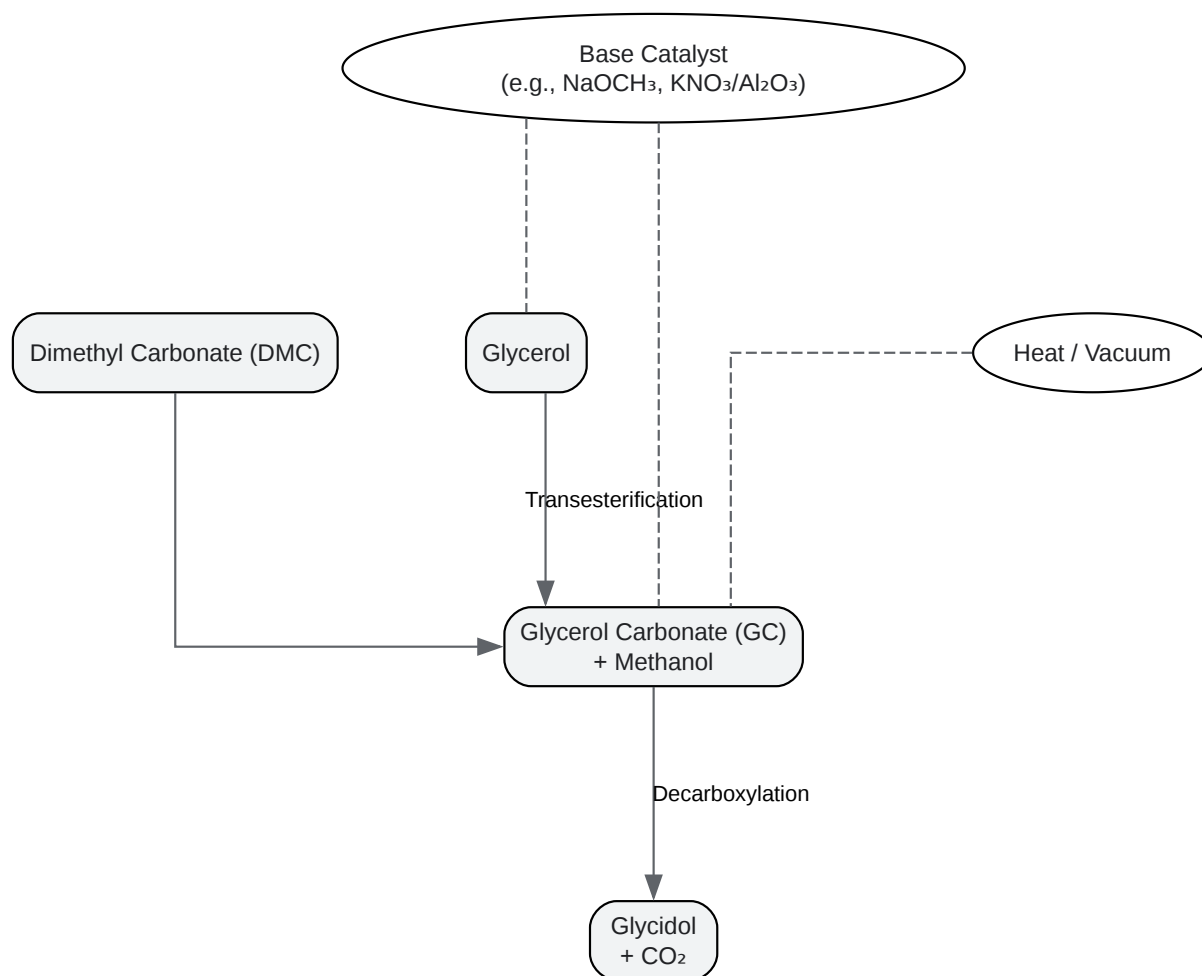 Base Catalyst
(e.g., NaOCH₃, KNO₃/Al₂O₃)
Dimethyl Carbonate (DMC)
Glycerol
Heat / Vacuum
Transesterification
Glycerol Carbonate (GC)
+ Methanol
Decarboxylation
Glycidol
+ CO₂